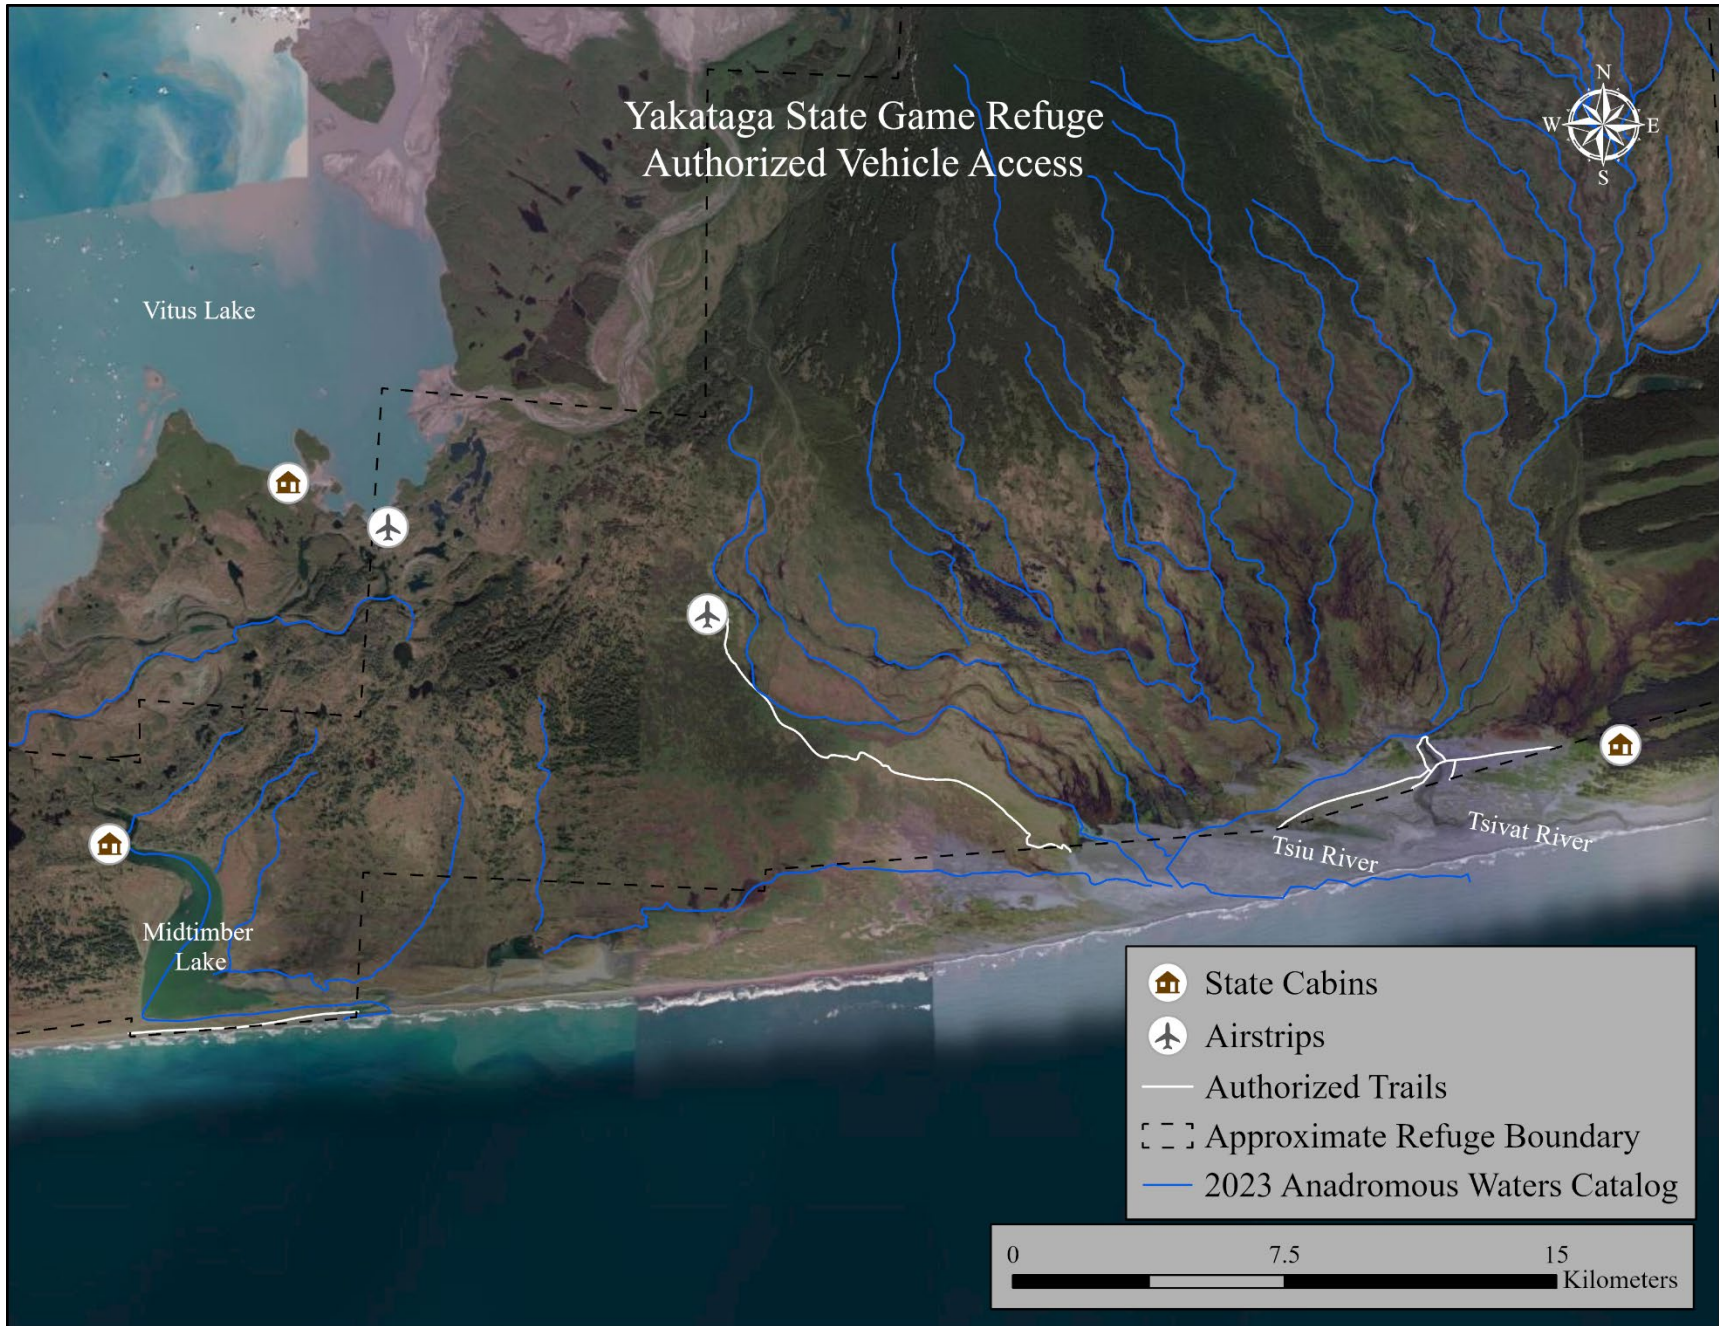 Yakataga State Game Refuge
Authorized Vehicle Access
N
W
E
S
Vitus Lake
Tsivat River
Tsiu River
Midtimber
Lake
State Cabins
Airstrips
Authorized Trails
Approximate Refuge Boundary
2023 Anadromous Waters Catalog
0 7.5 15
Kilometers